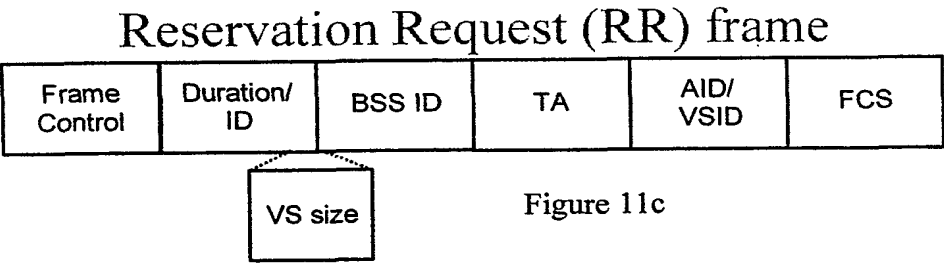 Reservation Request (RR) frame
Frame
Control
Duration/
ID
BSS ID
TA
AID/
VSID
FCS
VS size
Figure 11c